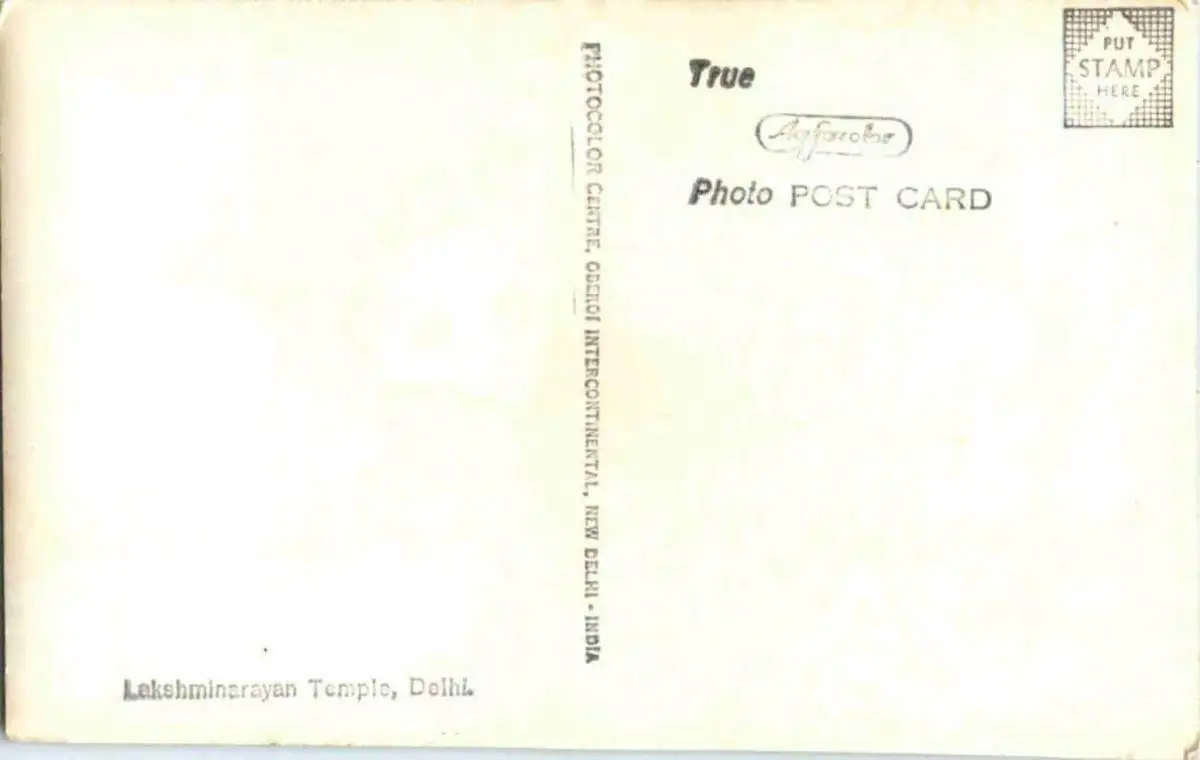 True
Agfacolor
Photo POST CARD
PUT
STAMP
HERE
PHOTOCOLOR CENTRE, OBEROI INTERCONTINENTAL, NEW DELHI - INDIA
Lakshminarayan Temple, Delhi.